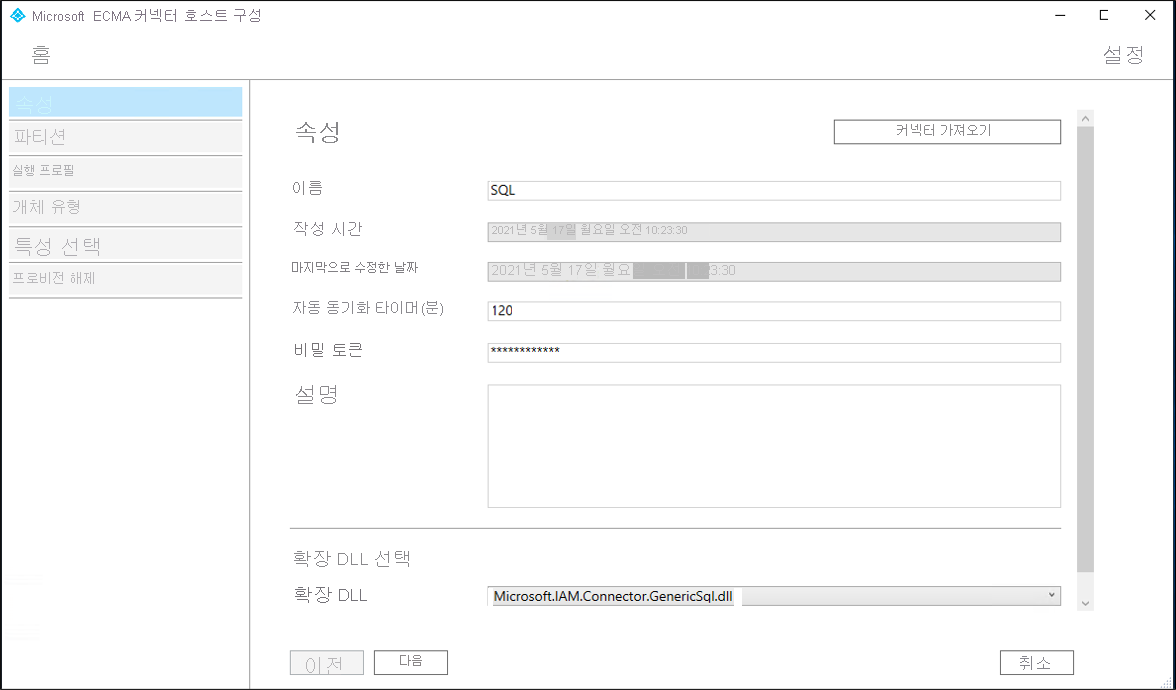 Microsoft ECMA 커넥터 호스트 구성
홈
설정
속성
파티션
실행 프로필
개체 유형
특성 선택
프로비전 해제
속성
커넥터 가져오기
이름
SQL
작성 시간
2021년 5월 17일 월요일 오전 10:23:30
마지막으로 수정한 날짜
2021년 5월 17일 월요 3:30
자동 동기화 타이머(분)
120
비밀 토큰
************
설명
확장 DLL 선택
확장 DLL
Microsoft.IAM.Connector.GenericSql.dll
이전
다음
취소